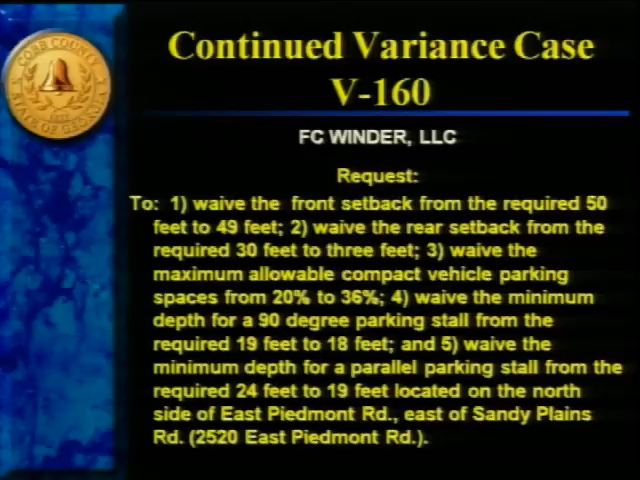 COBB COUNTY
STATE OF GEORGIA
Continued Variance Case
V-160
FC WINDER, LLC
Request:
To: 1) waive the front setback from the required 50
feet to 49 feet; 2) waive the rear setback from the
required 30 feet to three feet; 3) waive the
maximum allowable compact vehicle parking
spaces from 20% to 36%; 4) waive the minimum
depth for a 90 degree parking stall from the
required 19 feet to 18 feet; and 5) waive the
minimum depth for a parallel parking stall from the
required 24 feet to 19 feet located on the north
side of East Piedmont Rd., east of Sandy Plains
Rd. (2520 East Piedmont Rd.).